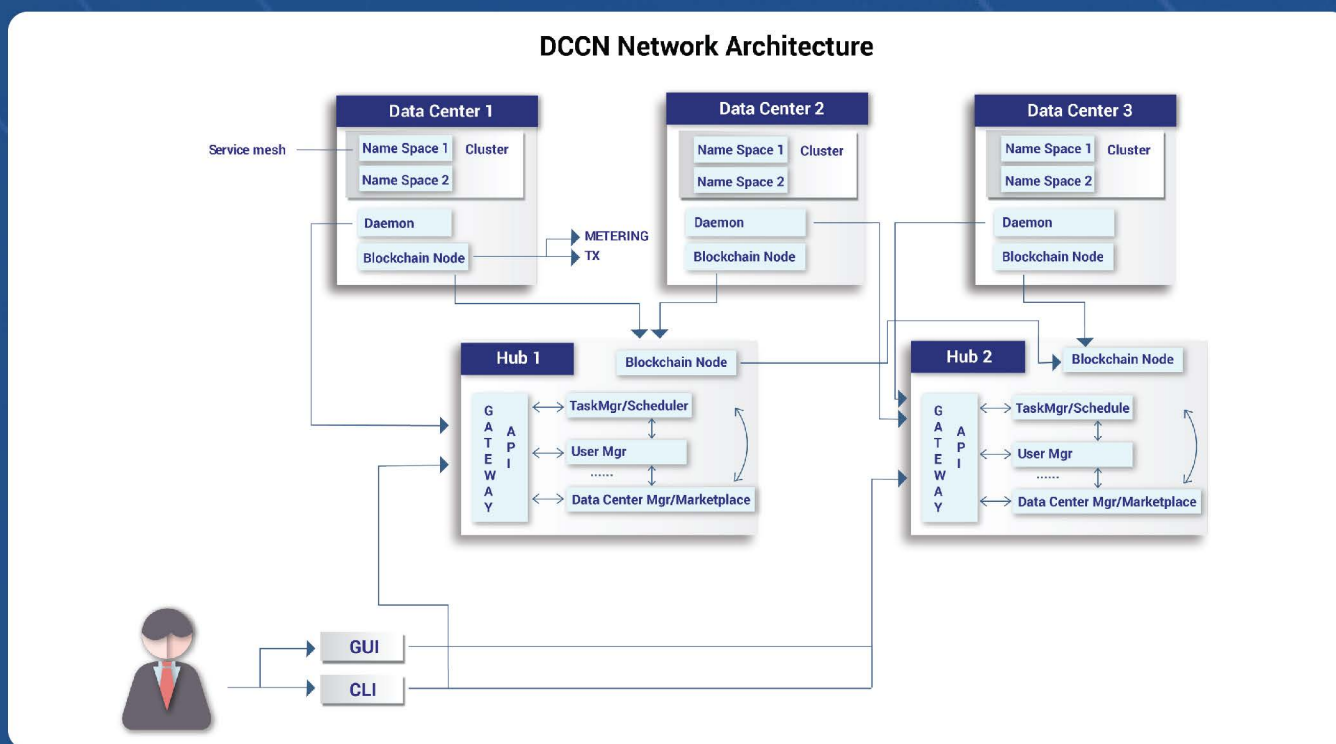 DCCN Network Architecture
Data Center 1
Service mesh
Name Space 1
Cluster
Name Space 2
Daemon
Blockchain Node
METERING
TX
Data Center 2
Name Space 1
Cluster
Name Space 2
Daemon
Blockchain Node
Data Center 3
Name Space 1
Cluster
Name Space 2
Daemon
Blockchain Node
Hub 1
Blockchain Node
GATEWAY
API
TaskMgr/Scheduler
User Mgr
......
Data Center Mgr/Marketplace
Hub 2
Blockchain Node
GATEWAY
API
TaskMgr/Schedule
User Mgr
......
Data Center Mgr/Marketplace
GUI
CLI